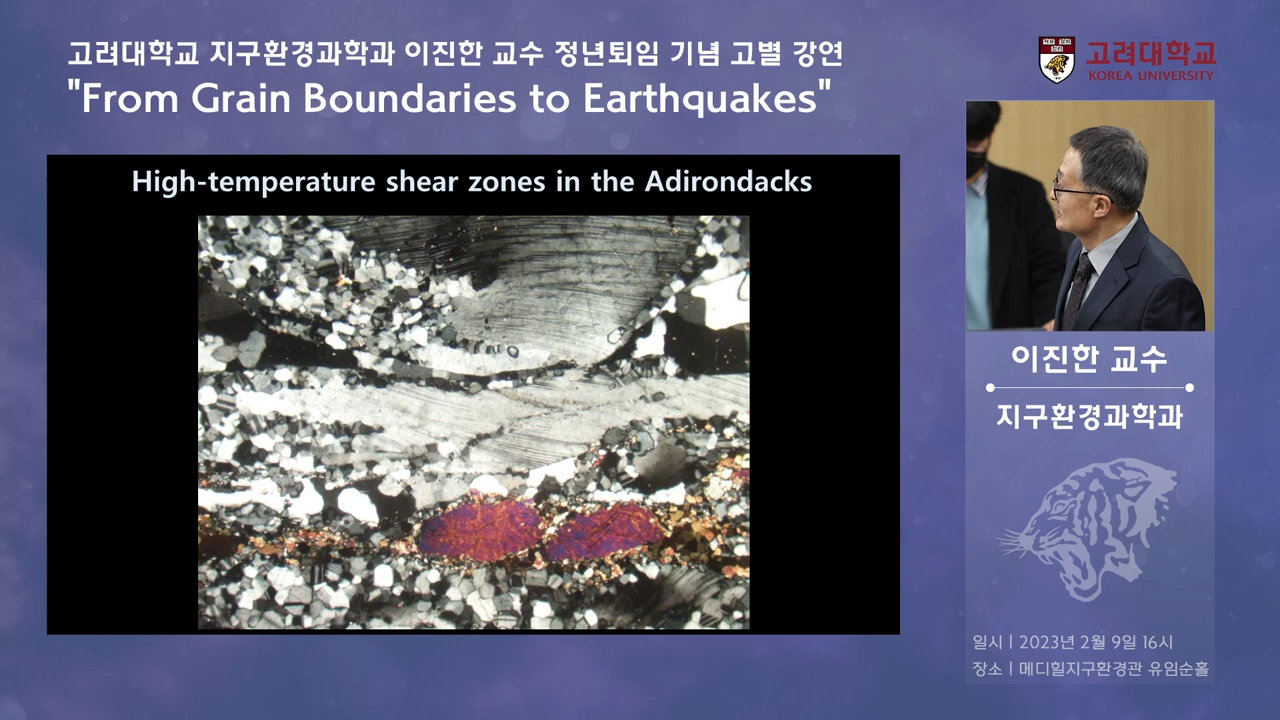 고려대학교 지구환경과학과 이진한 교수 정년퇴임 기념 고별 강연
"From Grain Boundaries to Earthquakes"
고려대학교
KOREA UNIVERSITY
High-temperature shear zones in the Adirondacks
이진한 교수
지구환경과학과
일시 | 2023년 2월 9일 16시
장소 | 메디힐지구환경관 유임순홀